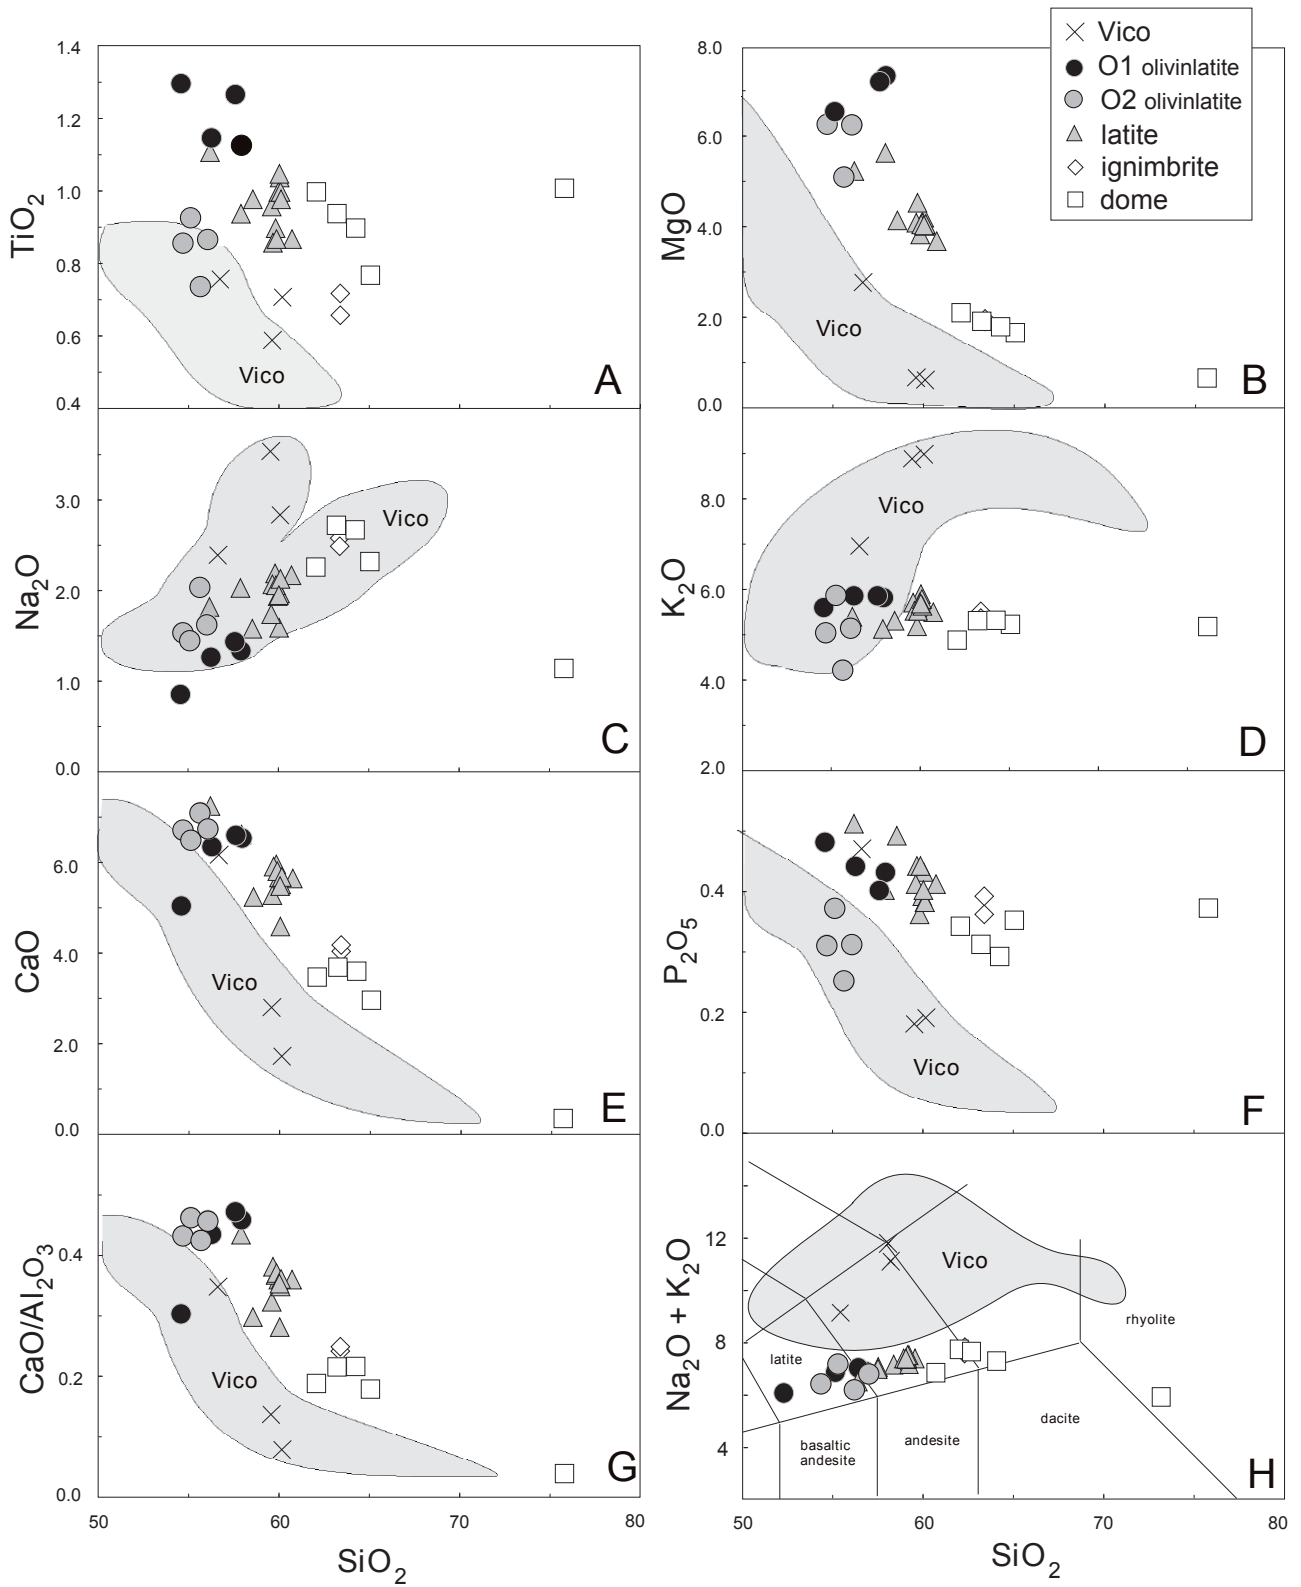 Vico
O1 olivinlatite
O2 olivinlatite
latite
ignimbrite
dome
1.4
1.2
1.0
0.8
0.6
0.4
TiO2
Vico
A
8.0
6.0
4.0
2.0
0.0
MgO
Vico
B
3.0
2.0
1.0
0.0
Na2O
Vico
C
8.0
6.0
4.0
2.0
K2O
Vico
D
6.0
4.0
2.0
0.0
CaO
Vico
E
0.4
0.2
0.0
P2O5
Vico
F
0.4
0.2
0.0
CaO/Al2O3
Vico
G
50
60
70
80
SiO2
12
8
4
Na2O + K2O
Vico
rhyolite
latite
dacite
andesite
basaltic
andesite
H
50
60
70
80
SiO2